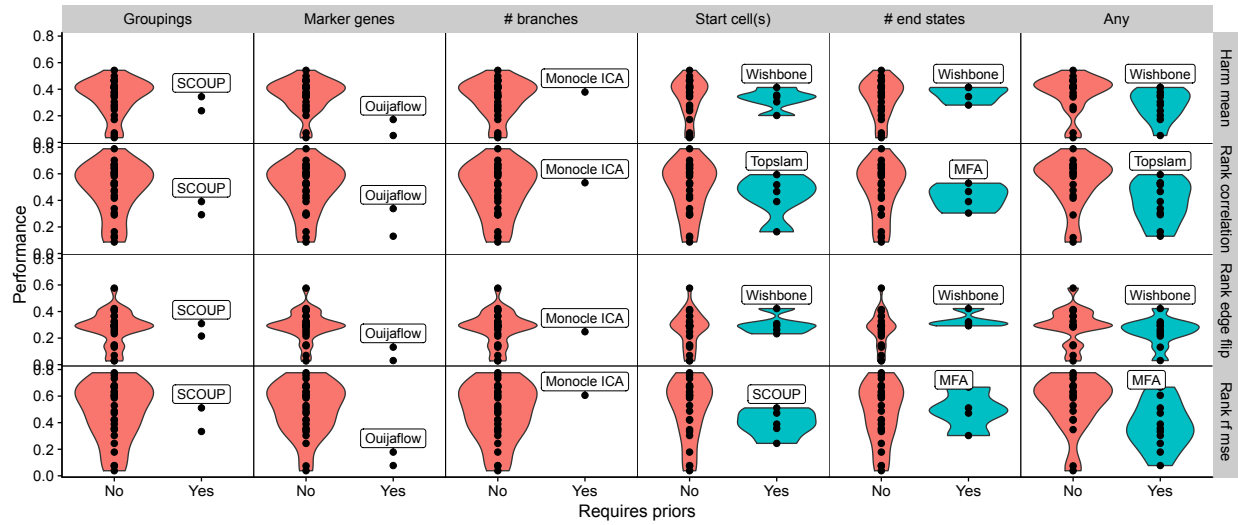 Groupings Marker genes # branches Start cell(s) # end states Any
Performance
0.8
0.6
0.4
0.2
0.0
SCOUP Ouijaflow Monocle ICA Wishbone Wishbone Wishbone
Harm mean
0.6
0.4
0.2
0.0
SCOUP Ouijaflow Monocle ICA Topslam MFA Topslam
Rank correlation
0.6
0.4
0.2
0.0
SCOUP Ouijaflow Monocle ICA Wishbone Wishbone Wishbone
Rank edge flip
0.6
0.4
0.2
0.0
SCOUP Ouijaflow Monocle ICA SCOUP MFA MFA
Rank rf mse
No Yes No Yes No Yes No Yes No Yes No Yes
Requires priors